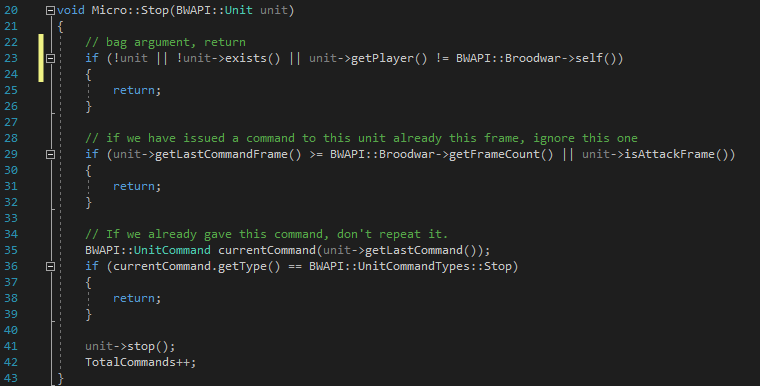 20 void Micro::Stop(BWAPI::Unit unit)
21 {
22     // bag argument, return
23     if (!unit || !unit->exists() || unit->getPlayer() != BWAPI::Broodwar->self())
24     {
25         return;
26     }
27
28     // if we have issued a command to this unit already this frame, ignore this one
29     if (unit->getLastCommandFrame() >= BWAPI::Broodwar->getFrameCount() || unit->isAttackFrame())
30     {
31         return;
32     }
33
34     // If we already gave this command, don't repeat it.
35     BWAPI::UnitCommand currentCommand(unit->getLastCommand());
36     if (currentCommand.getType() == BWAPI::UnitCommandTypes::Stop)
37     {
38         return;
39     }
40
41     unit->stop();
42     TotalCommands++;
43 }